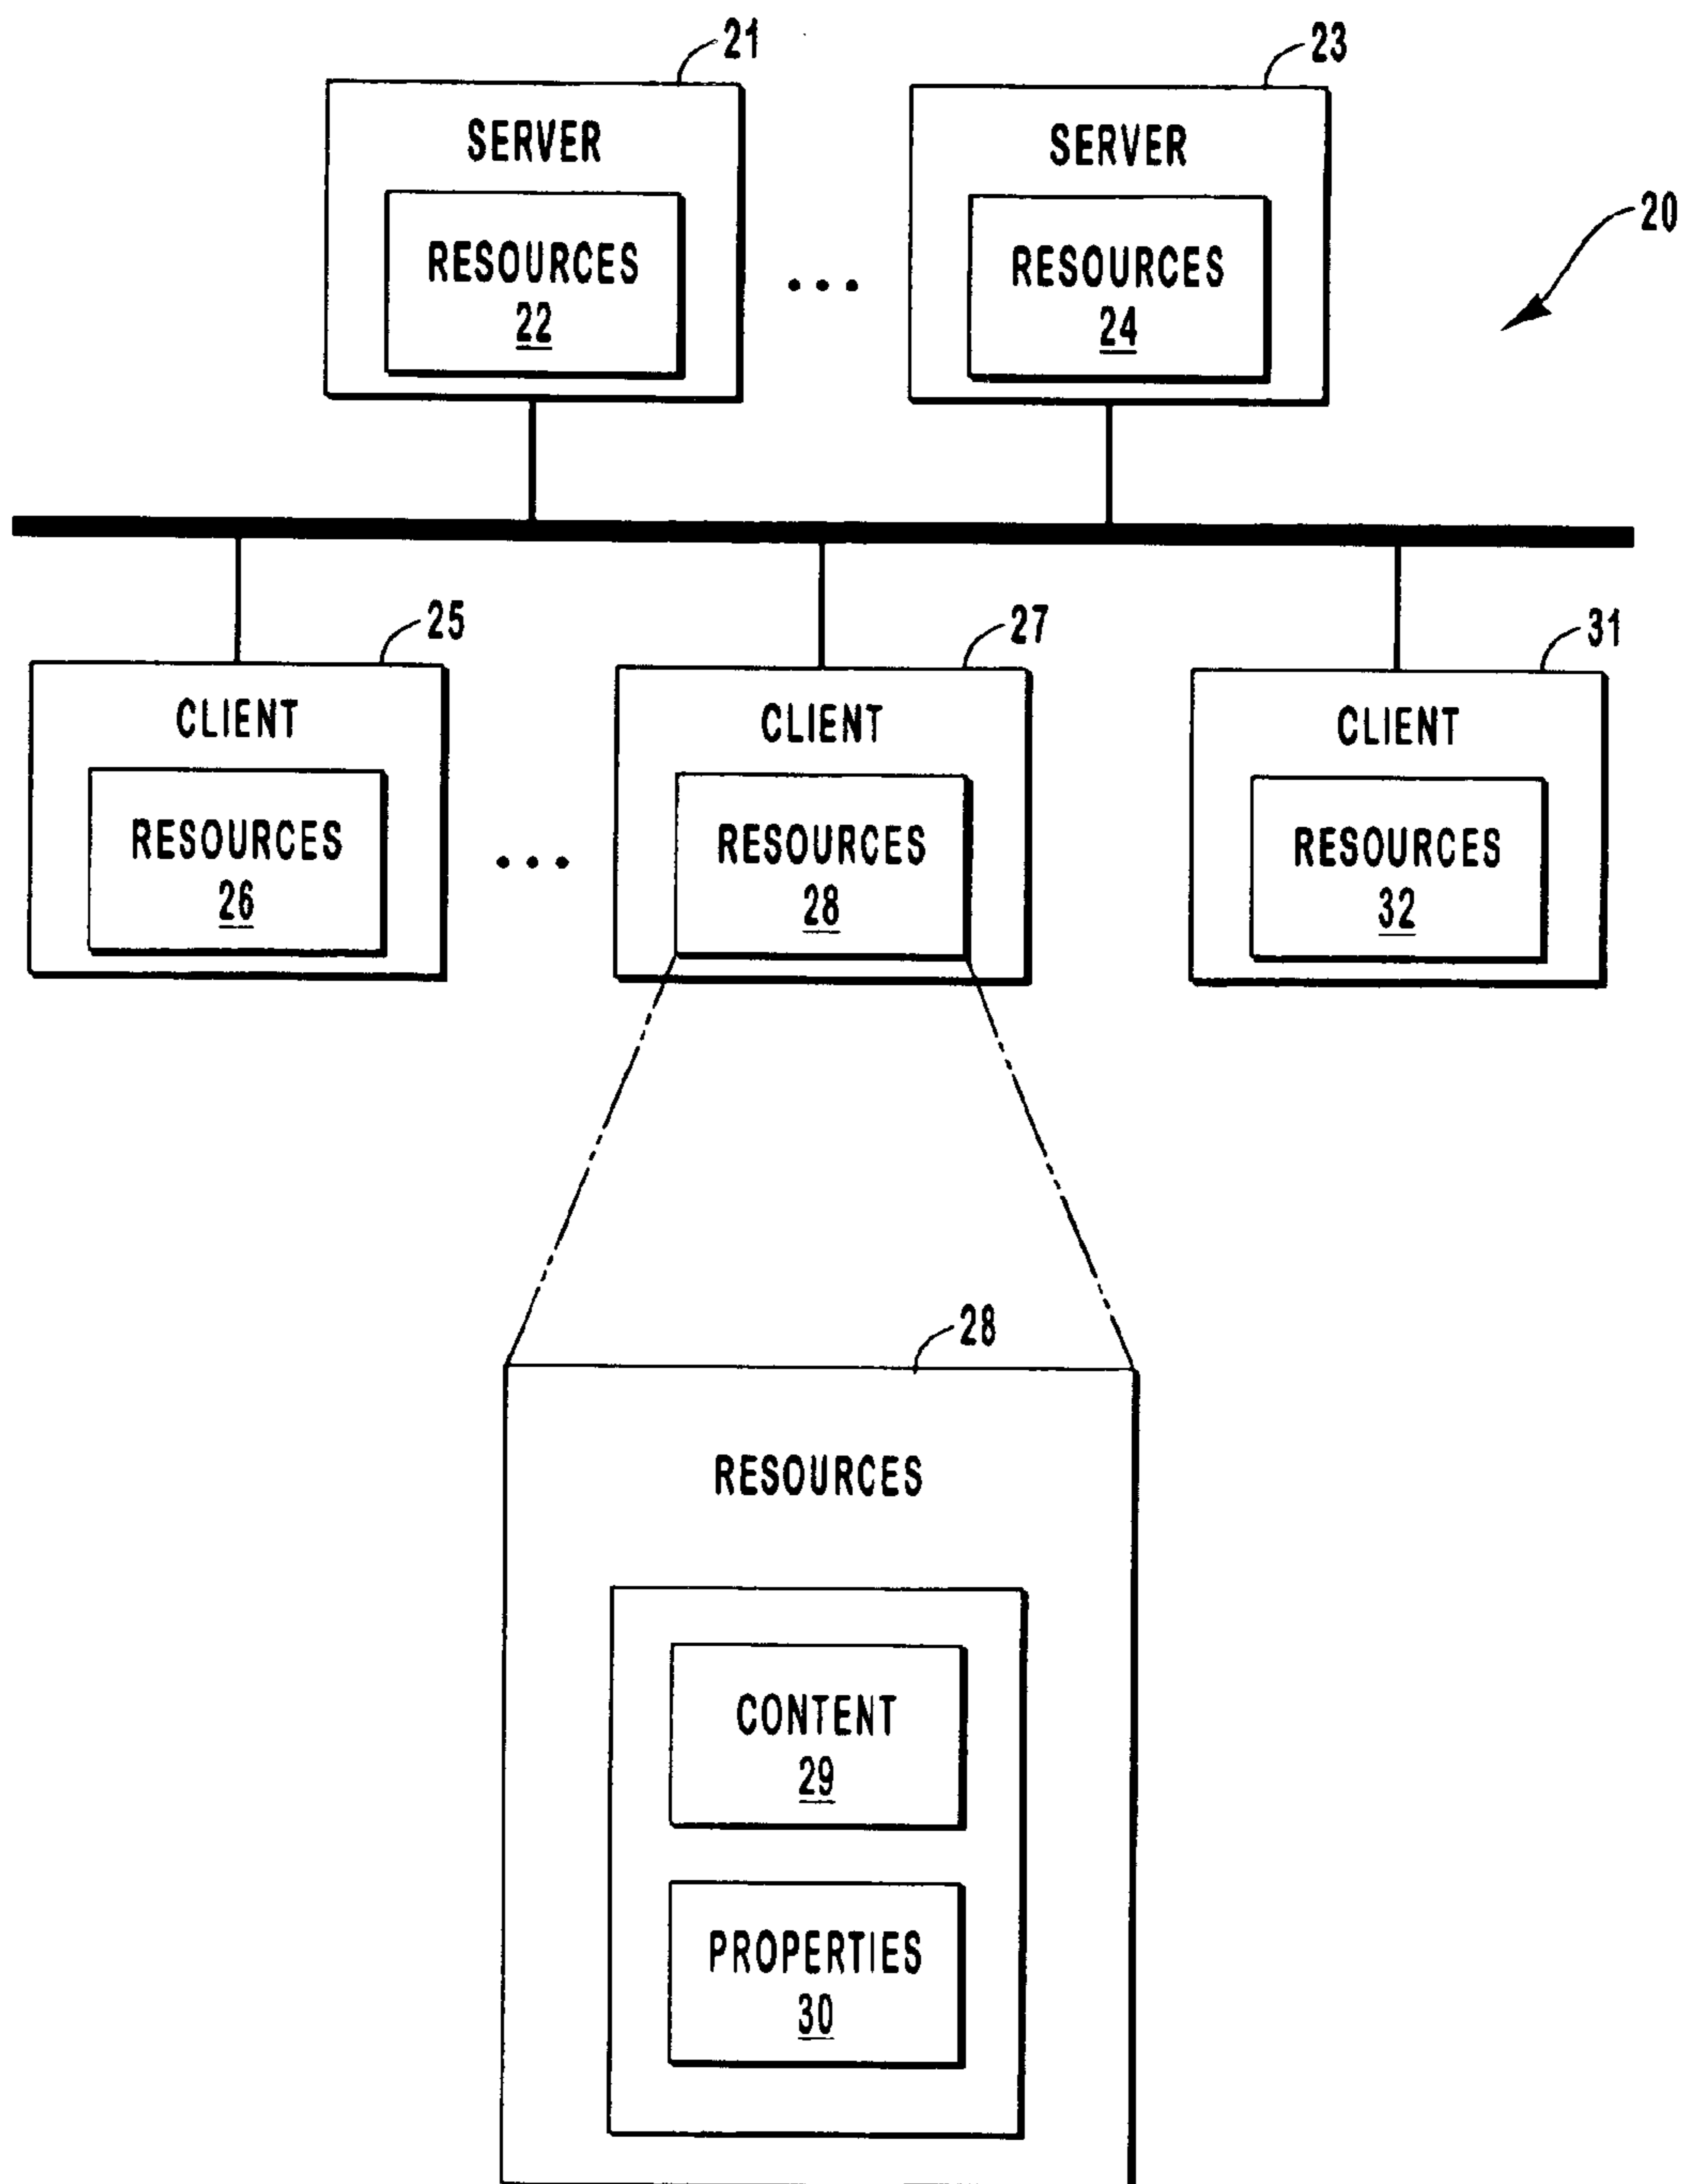 21
23
SERVER
SERVER
20
RESOURCES
22
...
RESOURCES
24
25
27
31
CLIENT
CLIENT
CLIENT
RESOURCES
26
...
RESOURCES
28
RESOURCES
32
28
RESOURCES
CONTENT
29
PROPERTIES
30